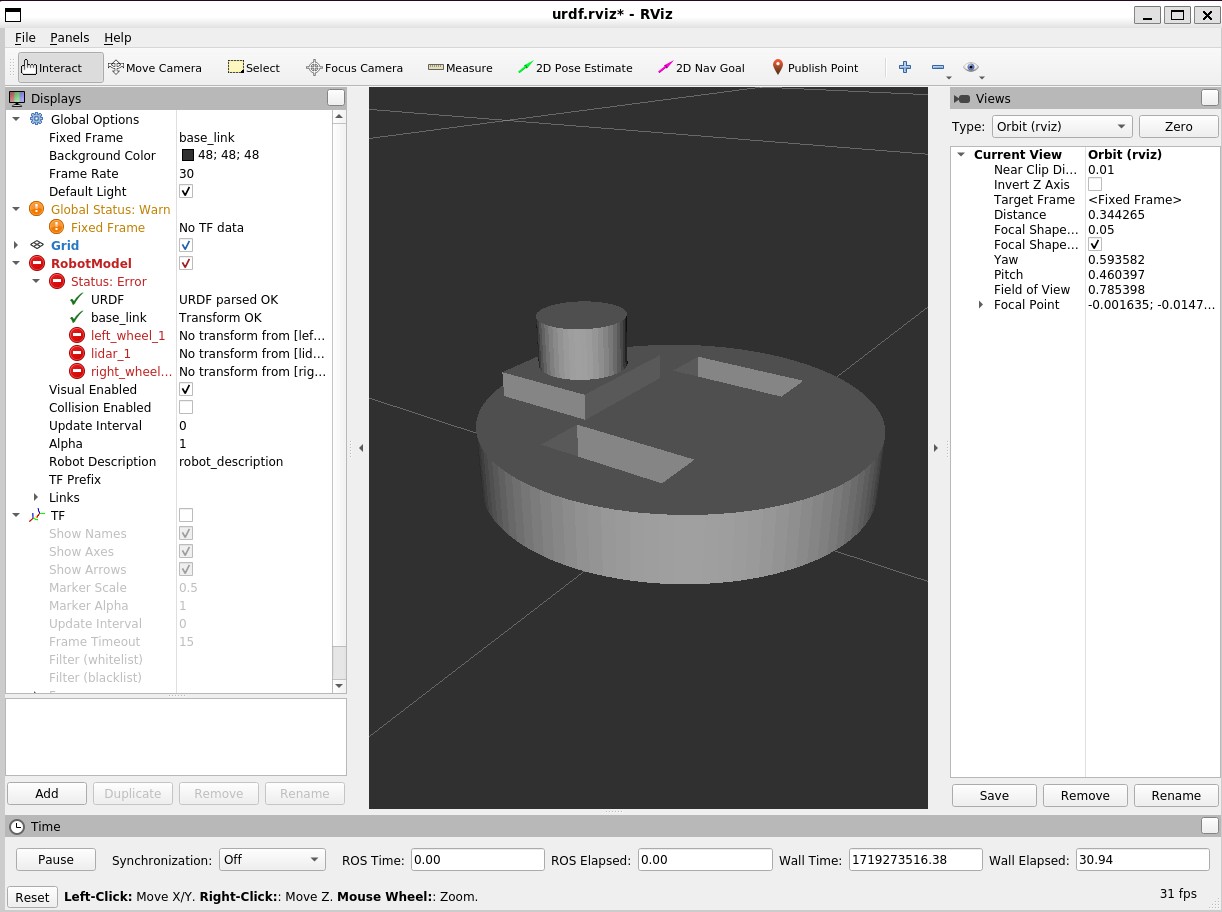 urdf.rviz* - RViz
File Panels Help
Interact Move Camera Select Focus Camera Measure 2D Pose Estimate 2D Nav Goal Publish Point
Displays
Global Options
Fixed Frame base_link
Background Color 48; 48; 48
Frame Rate 30
Default Light
Global Status: Warn
Fixed Frame No TF data
Grid
RobotModel
Status: Error
URDF URDF parsed OK
base_link Transform OK
left_wheel_1 No transform from [lef...
lidar_1 No transform from [lid...
right_wheel... No transform from [rig...
Visual Enabled
Collision Enabled
Update Interval 0
Alpha 1
Robot Description robot_description
TF Prefix
Links
TF
Show Names
Show Axes
Show Arrows
Marker Scale 0.5
Marker Alpha 1
Update Interval 0
Frame Timeout 15
Filter (whitelist)
Filter (blacklist)
Add Duplicate Remove Rename
Views
Type: Orbit (rviz) Zero
Current View Orbit (rviz)
Near Clip Di... 0.01
Invert Z Axis
Target Frame <Fixed Frame>
Distance 0.344265
Focal Shape... 0.05
Focal Shape...
Yaw 0.593582
Pitch 0.460397
Field of View 0.785398
Focal Point -0.001635; -0.0147...
Save Remove Rename
Time
Pause Synchronization: Off ROS Time: 0.00 ROS Elapsed: 0.00 Wall Time: 1719273516.38 Wall Elapsed: 30.94
Reset Left-Click: Move X/Y. Right-Click:: Move Z. Mouse Wheel:: Zoom. 31 fps